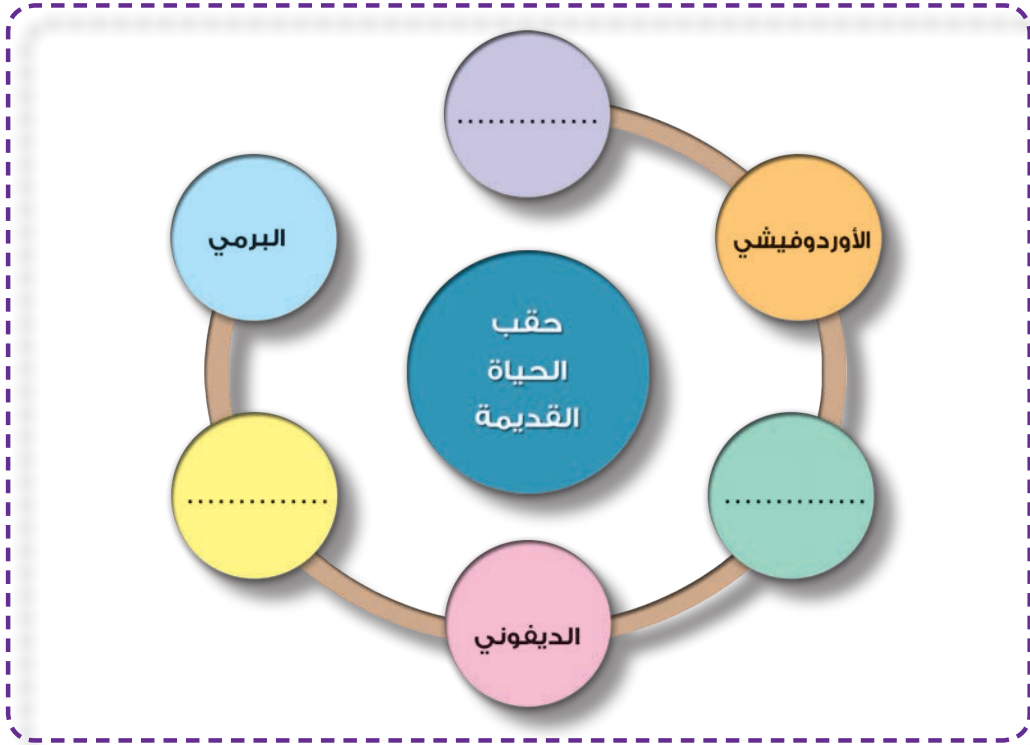 ..............
الأوردوفيشي
البرمي
حقب
الحياة
القديمة
..............
..............
الديفوني